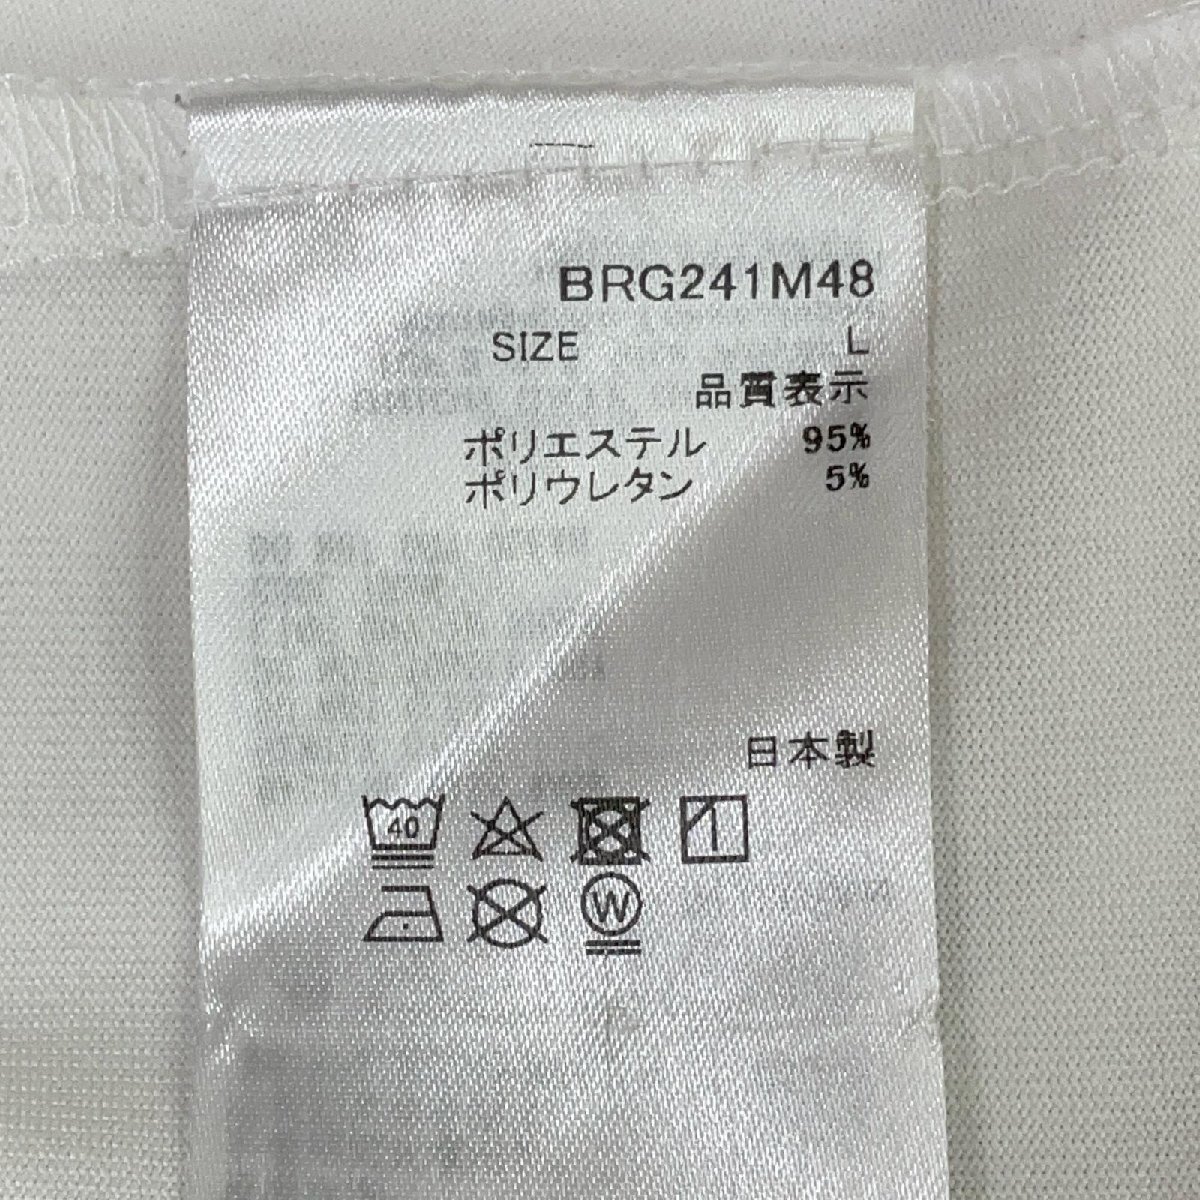 BRG241M48
SIZE L
品質表示
ポリエステル 95%
ポリウレタン 5%
日本製
40
W